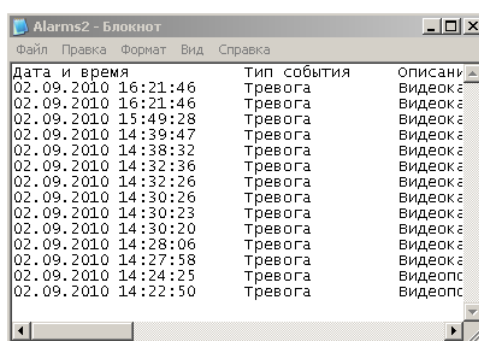 Alarms2 - Блокнот
Файл Правка Формат Вид Справка
Дата и время Тип события
02.09.2010 16:21:46 Тревога
02.09.2010 16:21:46 Тревога
02.09.2010 15:49:28 Тревога
02.09.2010 14:39:47 Тревога
02.09.2010 14:38:32 Тревога
02.09.2010 14:32:36 Тревога
02.09.2010 14:32:26 Тревога
02.09.2010 14:30:26 Тревога
02.09.2010 14:30:23 Тревога
02.09.2010 14:30:20 Тревога
02.09.2010 14:28:06 Тревога
02.09.2010 14:27:58 Тревога
02.09.2010 14:24:25 Тревога
02.09.2010 14:22:50 Тревога